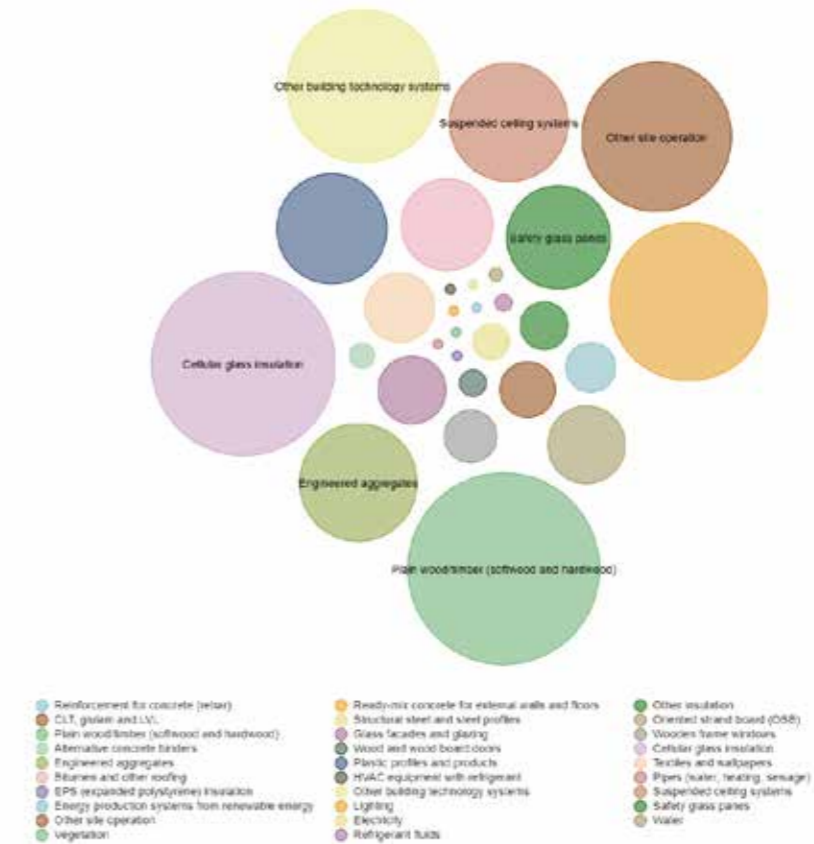 Other building technology systems
Suspended ceiling systems
Other site operation
Safety glass panes
Cellular glass insulation
Engineered aggregates
Plain wood/timber (softwood and hardwood)
Reinforcement for concrete (rebar)
CLT, glulam and LVL
Plain wood/timber (softwood and hardwood)
Alternative concrete binders
Engineered aggregates
Bitumen and other roofing
EPS (expanded polystyrene) insulation
Energy production systems from renewable energy
Other site operation
Vegetation
Ready-mix concrete for external walls and floors
Structural steel and steel profiles
Glass facades and glazing
Wood and wood board doors
Plastic profiles and products
HVAC equipment with refrigerant
Other building technology systems
Lighting
Electricity
Refrigerant fluids
Other insulation
Oriented strand board (OSB)
Wooden frame windows
Cellular glass insulation
Textiles and wallpapers
Pipes (water, heating, sewage)
Suspended ceiling systems
Safety glass panes
Water